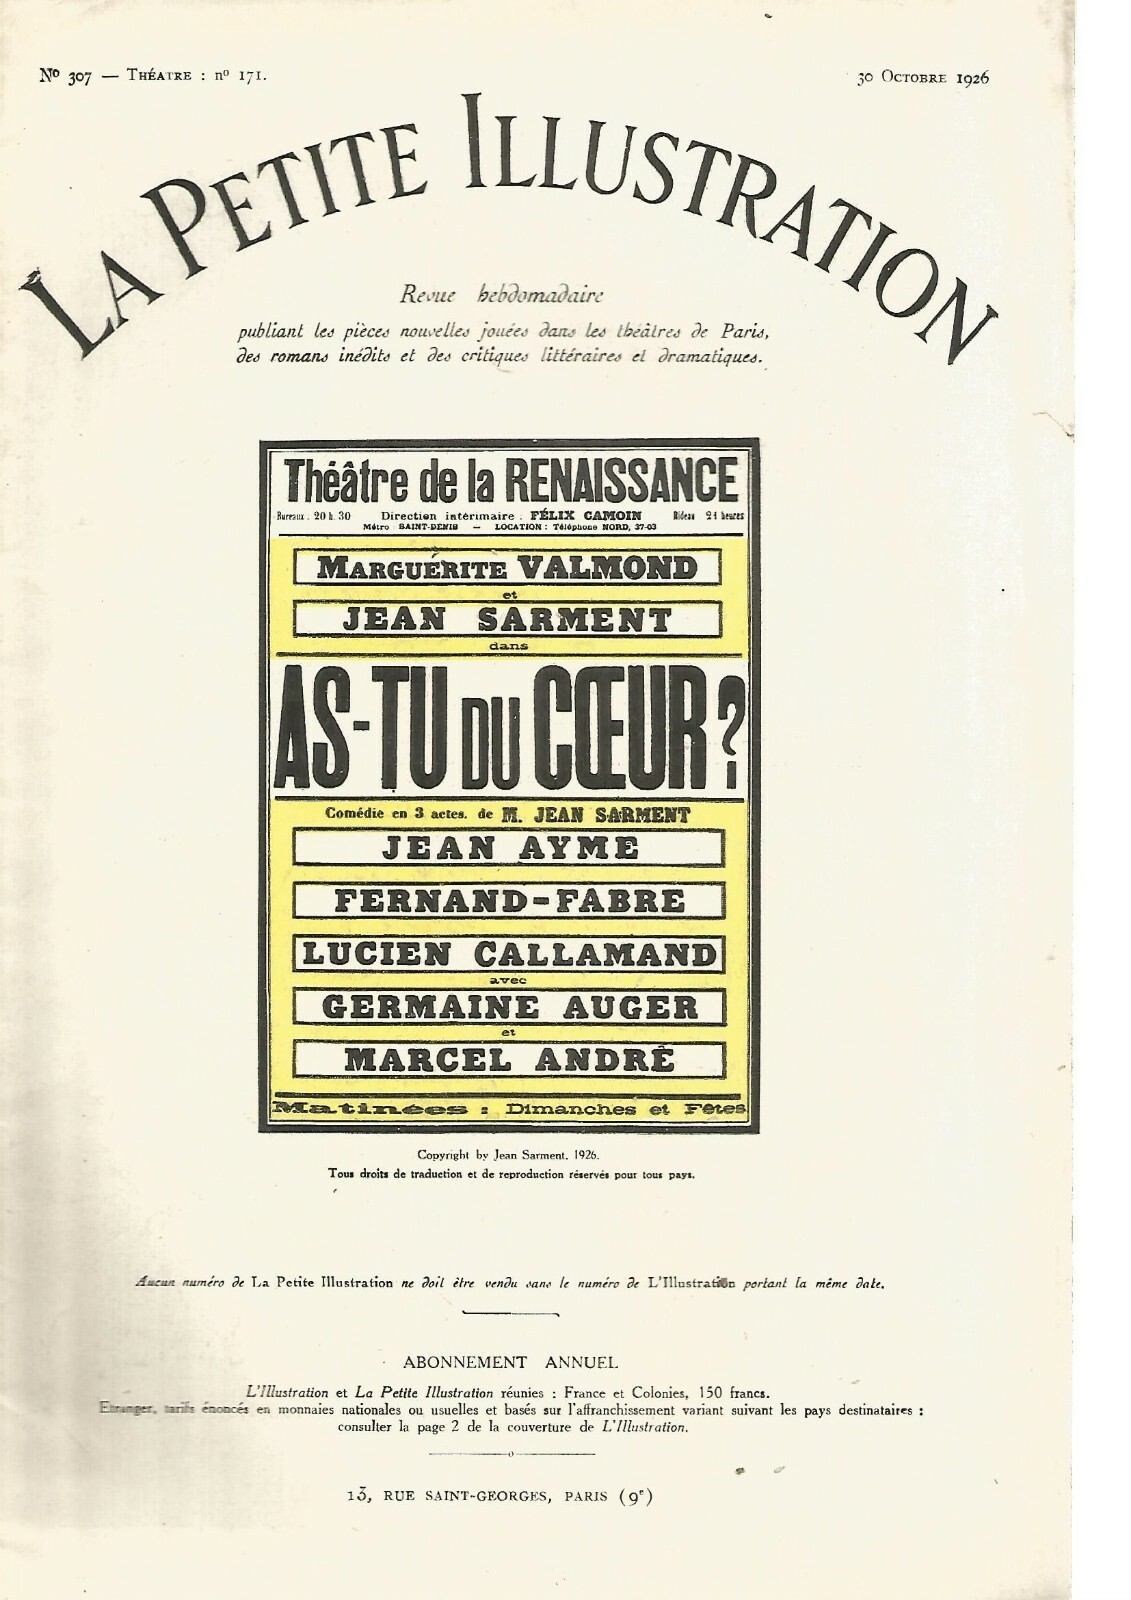 Nº 307 — THÉATRE : nº 171.
30 OCTOBRE 1926
LA PETITE ILLUSTRATION
Revue hebdomadaire
publiant les pièces nouvelles jouées dans les théâtres de Paris,
des romans inédits et des critiques littéraires et dramatiques.
Théâtre de la RENAISSANCE
Bureaux : 20 h. 30 Direction intérimaire : FÉLIX CAMOIN Rideau 21 heures
Métro SAINT-DENIS — LOCATION : Téléphone NORD, 37-03
MARGUÉRITE VALMOND
et
JEAN SARMENT
dans
AS-TU DU CŒUR?
Comédie en 3 actes. de M. JEAN SARMENT
JEAN AYME
FERNAND-FABRE
LUCIEN CALLAMAND
avec
GERMAINE AUGER
et
MARCEL ANDRÊ
Matinées : Dimanches et Fêtes
Copyright by Jean Sarment, 1926.
Tous droits de traduction et de reproduction réservés pour tous pays.
Aucun numéro de La Petite Illustration ne doit être vendu sans le numéro de L'Illustration portant la même date.
ABONNEMENT ANNUEL
L'Illustration et La Petite Illustration réunies : France et Colonies, 150 francs.
Etranger, tarifs énoncés en monnaies nationales ou usuelles et basés sur l'affranchissement variant suivant les pays destinataires :
consulter la page 2 de la couverture de L'Illustration.
13, RUE SAINT-GEORGES, PARIS (9e)